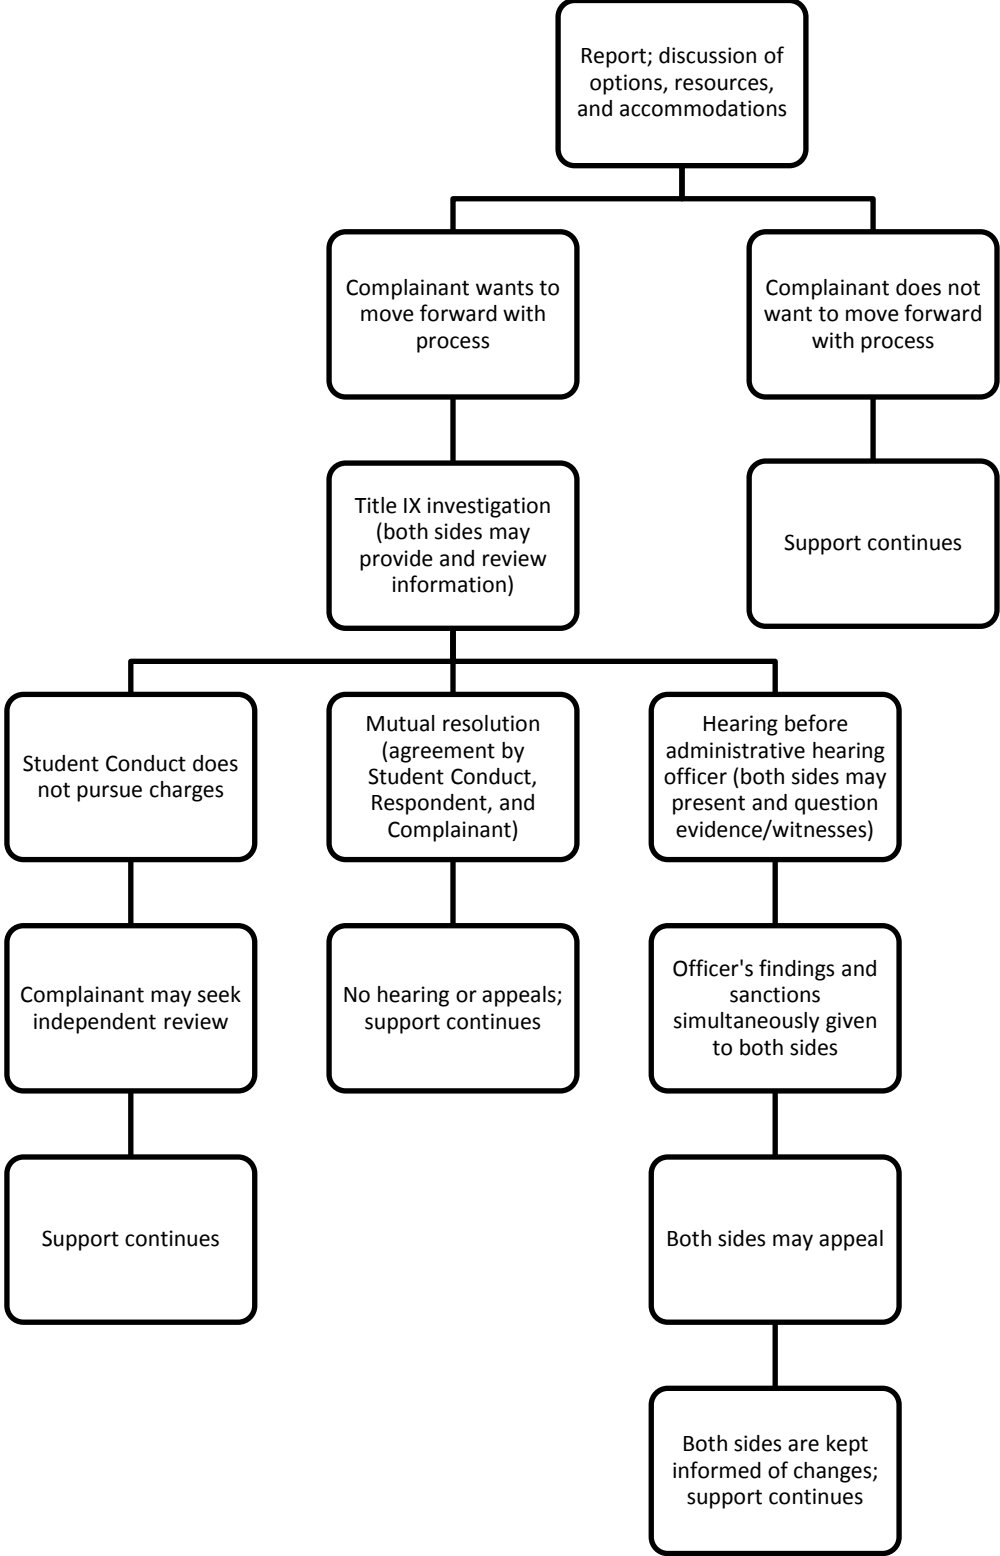 Report; discussion of
options, resources,
and accommodations
Complainant wants to
move forward with
process
Complainant does not
want to move forward
with process
Title IX investigation
(both sides may
provide and review
information)
Support continues
Student Conduct does
not pursue charges
Mutual resolution
(agreement by
Student Conduct,
Respondent, and
Complainant)
Hearing before
administrative hearing
officer (both sides may
present and question
evidence/witnesses)
Complainant may seek
independent review
No hearing or appeals;
support continues
Officer's findings and
sanctions
simultaneously given
to both sides
Support continues
Both sides may appeal
Both sides are kept
informed of changes;
support continues